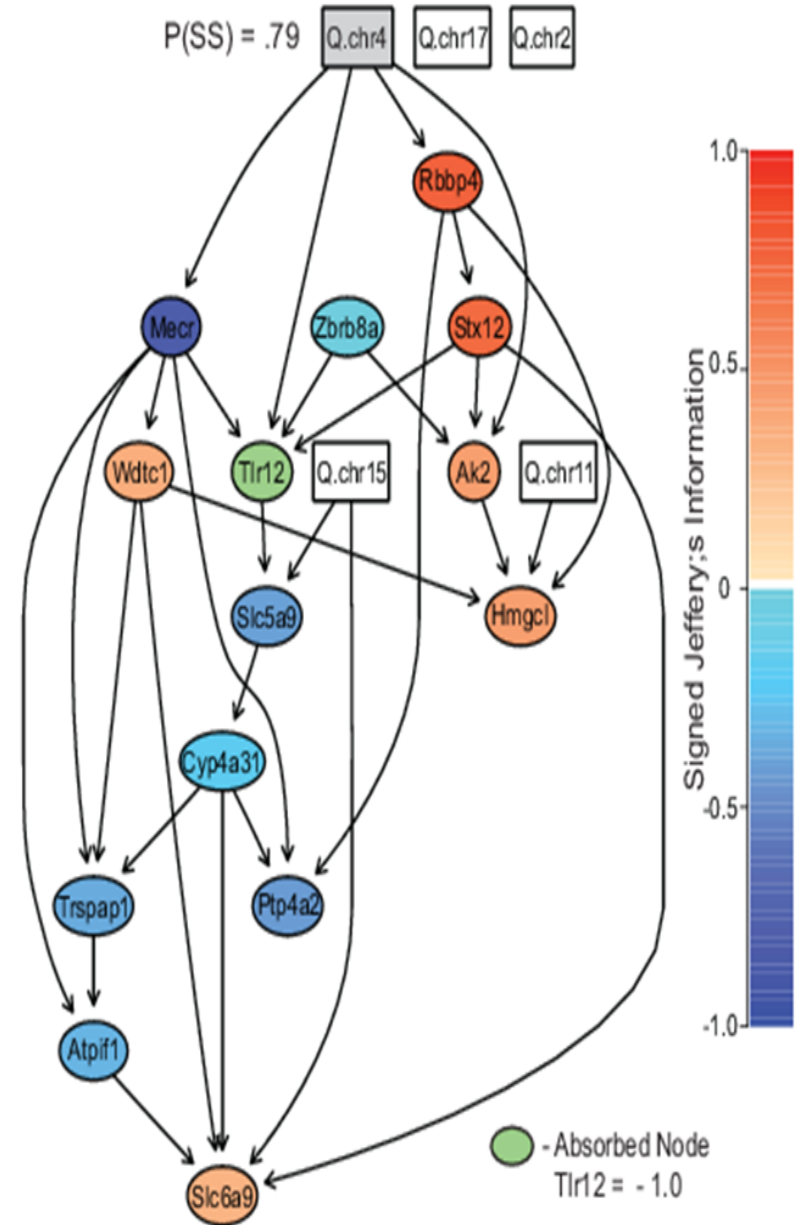 P(SS) = .79
Q.chr4
Q.chr17
Q.chr2
Rbbp4
Mecr
Zbrb8a
Stx12
Wdtc1
Tlr12
Q.chr15
Ak2
Q.chr11
Slc5a9
Hmgcl
Cyp4a31
Trspap1
Ptp4a2
Atpif1
Slc6a9
- Absorbed Node
Tlr12 = - 1.0
1.0
0.5
0
-0.5
-1.0
Signed Jeffery;s Information